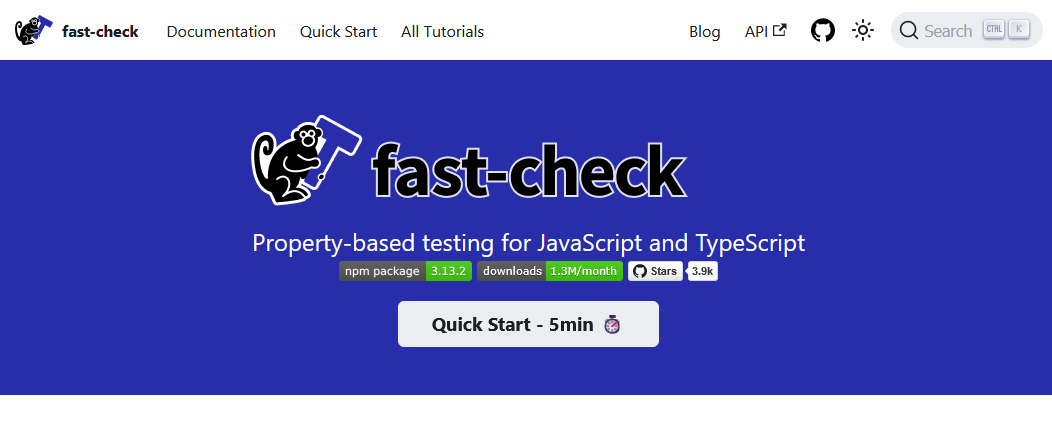 fast-check Documentation Quick Start All Tutorials Blog API Search CTRL K
fast-check
Property-based testing for JavaScript and TypeScript
npm package 3.13.2 downloads 1.3M/month Stars 3.9k
Quick Start - 5min